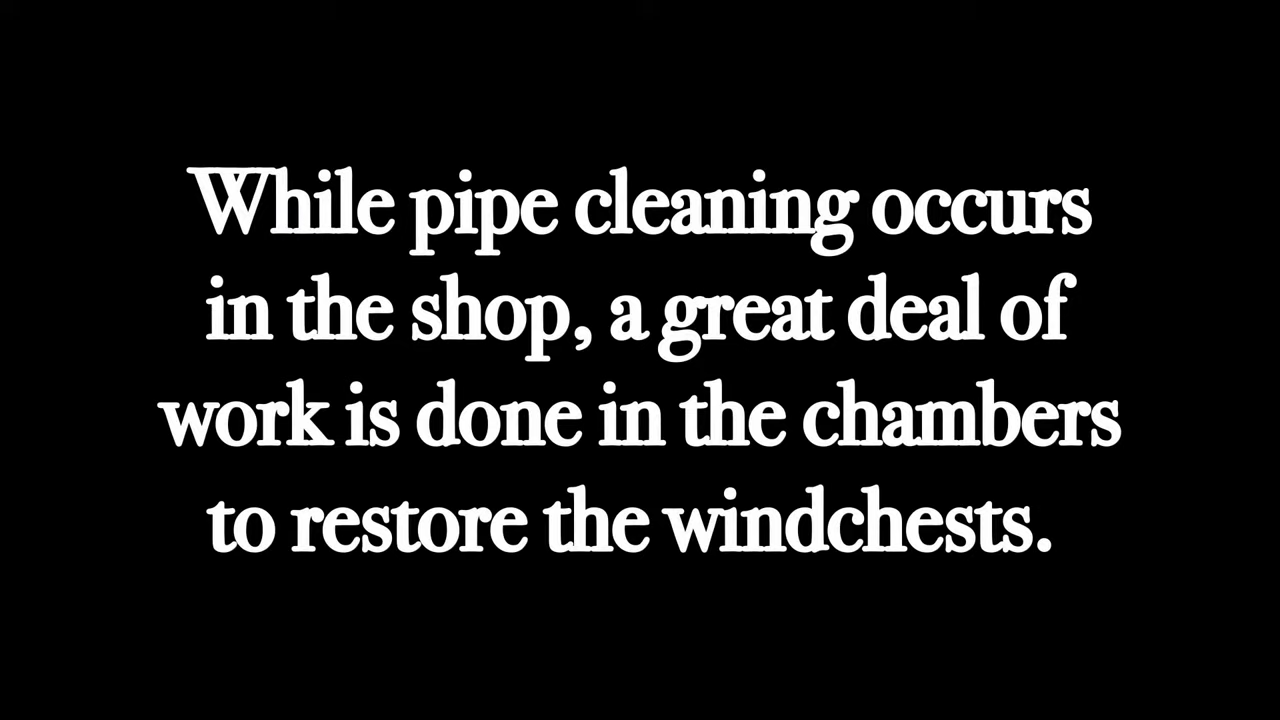 While pipe cleaning occurs
in the shop, a great deal of
work is done in the chambers
to restore the windchests.